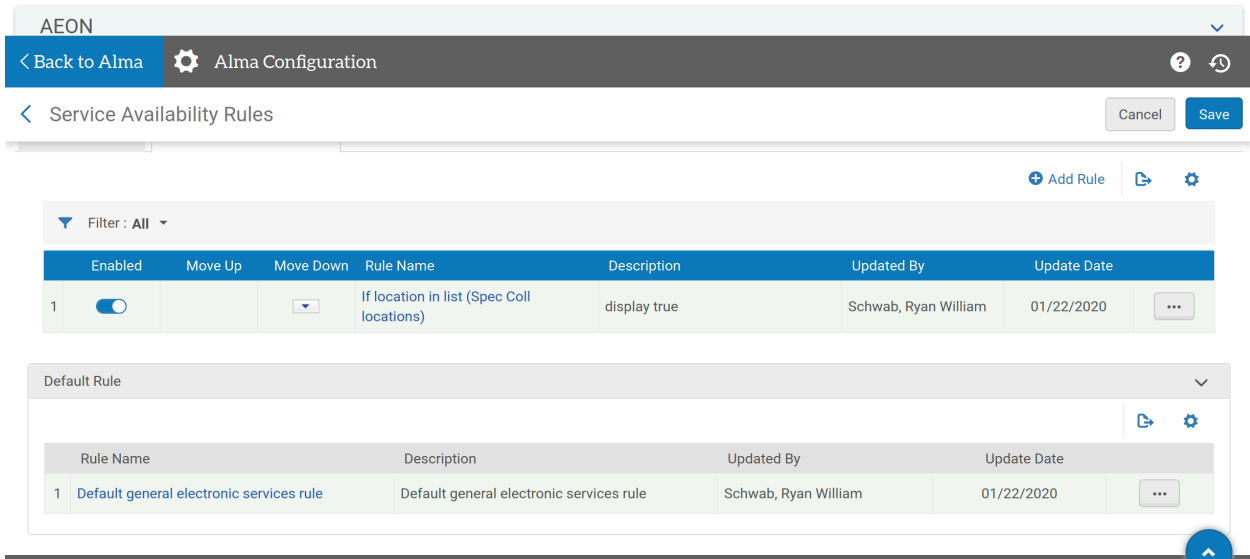 AEON
Back to Alma Alma Configuration ?
Service Availability Rules Cancel Save
Add Rule
Filter : All
Enabled Move Up Move Down Rule Name Description Updated By Update Date
1 If location in list (Spec Coll locations) display true Schwab, Ryan William 01/22/2020 ...
Default Rule
Rule Name Description Updated By Update Date
1 Default general electronic services rule Default general electronic services rule Schwab, Ryan William 01/22/2020 ...